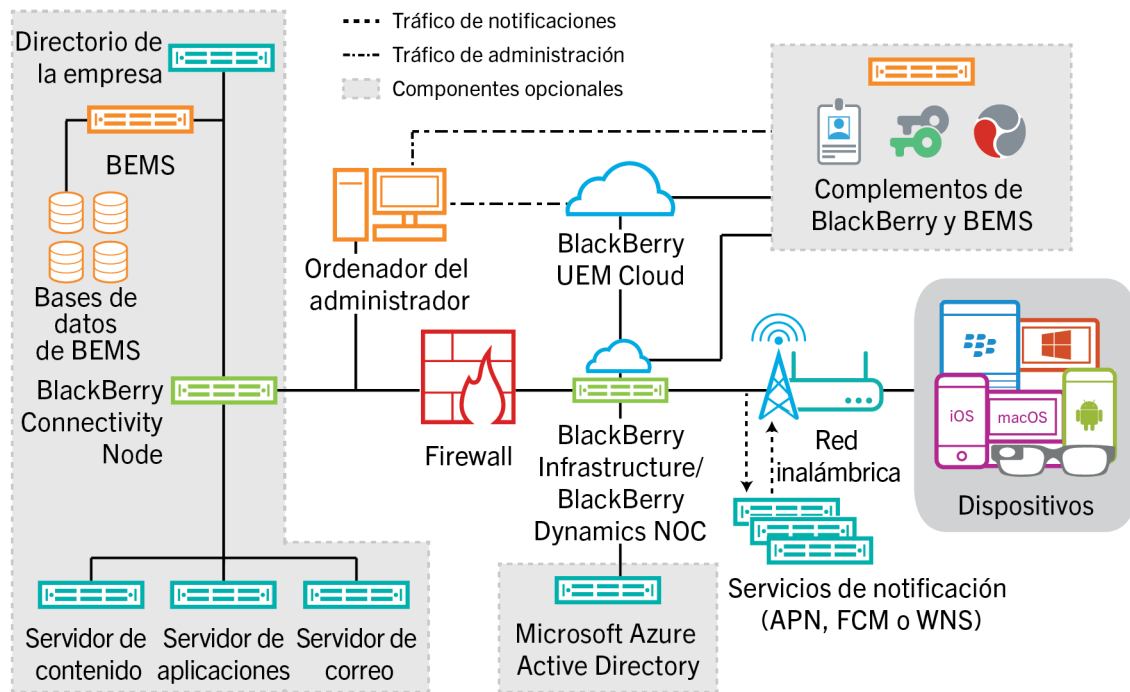 Tráfico de notificaciones
Tráfico de administración
Componentes opcionales
Directorio de
la empresa
BEMS
Bases de
datos
de BEMS
BlackBerry
Connectivity
Node
Servidor de
contenido
Servidor de
aplicaciones
Servidor de
correo
Ordenador del
administrador
Firewall
BlackBerry
UEM Cloud
BlackBerry
Infrastructure/
BlackBerry
Dynamics NOC
Microsoft Azure
Active Directory
Complementos de
BlackBerry y BEMS
Red
inalámbrica
Servicios de notificación
(APN, FCM o WNS)
iOS
macOS
Dispositivos